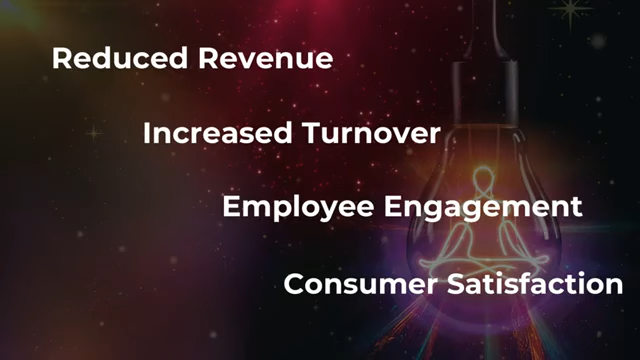 Reduced Revenue
Increased Turnover
Employee Engagement
Consumer Satisfaction